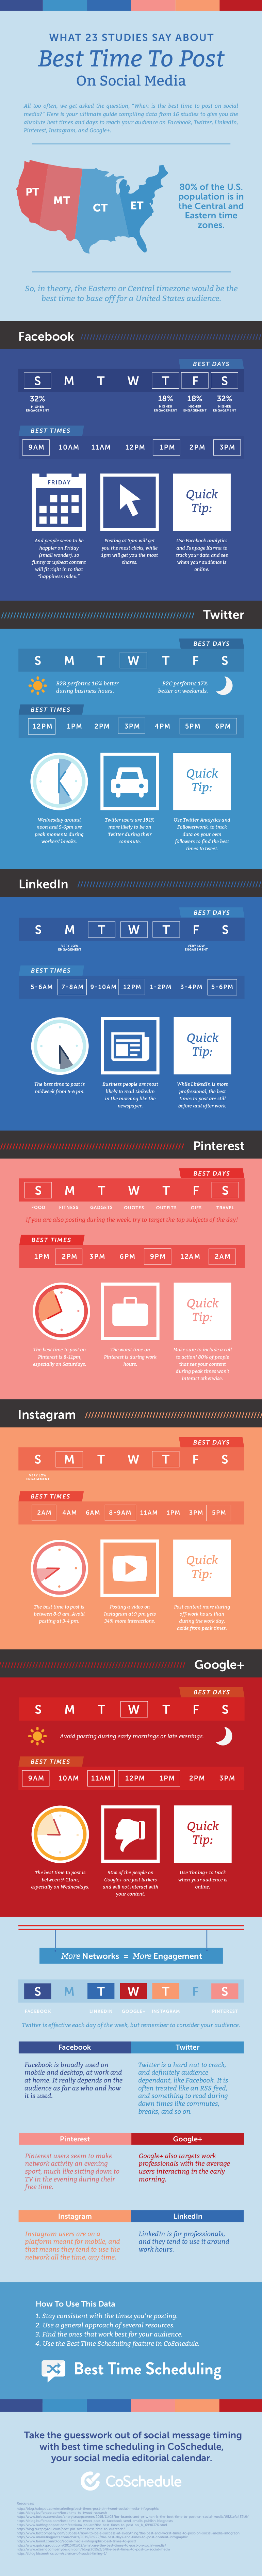 WHAT 23 STUDIES SAY ABOUT
Best Time To Post
On Social Media
All too often, we get asked the question, "When is the best time to post on social
media?" Here is your ultimate guide compiling data from 16 studies to give you the
absolute best times and days to reach your audience on Facebook, Twitter, LinkedIn,
Pinterest, Instagram, and Google+.
PT
MT
CT
ET
80% of the U.S.
population is in
the Central and
Eastern time
zones.
So, in theory, the Eastern or Central timezone would be the
best time to base off for a United States audience.
Facebook
BEST DAYS
S M T W T F S
32% 18% 18% 32%
HIGHER ENGAGEMENT HIGHER ENGAGEMENT HIGHER ENGAGEMENT HIGHER ENGAGEMENT
BEST TIMES
9AM 10AM 11AM 12PM 1PM 2PM 3PM
FRIDAY
Quick
Tip:
And people seem to be
happier on Friday
(small wonder), so
funny or upbeat content
will fit right in to that
"happiness index."
Posting at 3pm will get
you the most clicks, while
1pm will get you the most
shares.
Use Facebook analytics
and Fanpage Karma to
track your data and see
when your audience is
online.
Twitter
BEST DAYS
S M T W T F S
B2B performs 16% better
during business hours.
B2C performs 17%
better on weekends.
BEST TIMES
12PM 1PM 2PM 3PM 4PM 5PM 6PM
Quick
Tip:
Wednesday around
noon and 5-6pm are
peak moments during
workers' breaks.
Twitter users are 181%
more likely to be on
Twitter during their
commute.
Use Twitter Analytics and
Followerwonk, to track
data on your own
followers to find the best
times to tweet.
LinkedIn
BEST DAYS
S M T W T F S
VERY LOW ENGAGEMENT VERY LOW ENGAGEMENT
BEST TIMES
5-6AM 7-8AM 9-10AM 12PM 1-2PM 3-4PM 5-6PM
Quick
Tip:
The best time to post is
midweek from 5-6 pm.
Business people are most
likely to read LinkedIn
in the morning like the
newspaper.
While LinkedIn is more
professional, the best
times to post are still
before and after work.
Pinterest
BEST DAYS
S M T W T F S
FOOD FITNESS GADGETS QUOTES OUTFITS GIFS TRAVEL
If you are also posting during the week, try to target the top subjects of the day!
BEST TIMES
1PM 2PM 3PM 6PM 9PM 12AM 2AM
Quick
Tip:
The best time to post on
Pinterest is 8-11pm,
especially on Saturdays.
The worst time on
Pinterest is during work
hours.
Make sure to include a call
to action! 80% of people
that see your content
during peak times won't
interact otherwise.
Instagram
BEST DAYS
S M T W T F S
VERY LOW ENGAGEMENT
BEST TIMES
2AM 4AM 6AM 8-9AM 11AM 1PM 3PM 5PM
Quick
Tip:
The best time to post is
between 8-9 am. Avoid
posting at 3-4 pm.
Posting a video on
Instagram at 9 pm gets
34% more interactions.
Post content more during
off-work hours than
during the work day,
aside from peak times.
Google+
BEST DAYS
S M T W T F S
Avoid posting during early mornings or late evenings.
BEST TIMES
9AM 10AM 11AM 12PM 1PM 2PM 3PM
Quick
Tip:
The best time to post is
between 9-11am,
especially on Wednesdays.
90% of the people on
Google+ are just lurkers
and will not interact with
your content.
Use Timing+ to track
when your audience is
online.
More Networks = More Engagement
S M T W T F S
FACEBOOK LINKEDIN GOOGLE+ INSTAGRAM PINTEREST
Twitter is effective each day of the week, but remember to consider your audience.
Facebook
Facebook is broadly used on
mobile and desktop, at work and
at home. It really depends on the
audience as far as who and how
it is used.
Twitter
Twitter is a hard nut to crack,
and definitely audience
dependant, like Facebook. It is
often treated like an RSS feed,
and something to read during
down times like commutes,
breaks, and so on.
Pinterest
Pinterest users seem to make
network activity an evening
sport, much like sitting down to
TV in the evening during their
free time.
Google+
Google+ also targets work
professionals with the average
users interacting in the early
morning.
Instagram
Instagram users are on a
platform meant for mobile, and
that means they tend to use the
network all the time, any time.
LinkedIn
LinkedIn is for professionals,
and they tend to use it around
work hours.
How To Use This Data
1. Stay consistent with the times you're posting.
2. Use a general approach of several resources.
3. Find the ones that work best for your audience.
4. Use the Best Time Scheduling feature in CoSchedule.
Best Time Scheduling
Take the guesswork out of social message timing
with best time scheduling in CoSchedule,
your social media editorial calendar.
CoSchedule
Resources